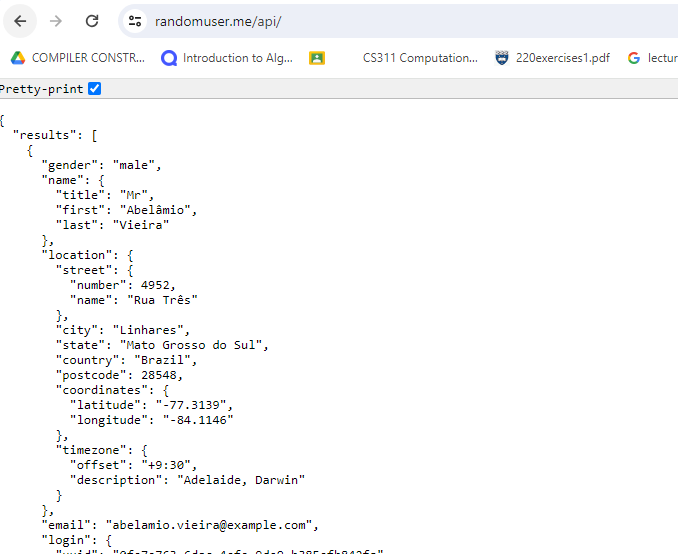 randomuser.me/api/
COMPILER CONSTR... Introduction to Alg... CS311 Computation... 220exercises1.pdf lectur
Pretty-print
{
"results": [
{
"gender": "male",
"name": {
"title": "Mr",
"first": "Abelâmio",
"last": "Vieira"
},
"location": {
"street": {
"number": 4952,
"name": "Rua Três"
},
"city": "Linhares",
"state": "Mato Grosso do Sul",
"country": "Brazil",
"postcode": 28548,
"coordinates": {
"latitude": "-77.3139",
"longitude": "-84.1146"
},
"timezone": {
"offset": "+9:30",
"description": "Adelaide, Darwin"
}
},
"email": "abelamio.vieira@example.com",
"login": {